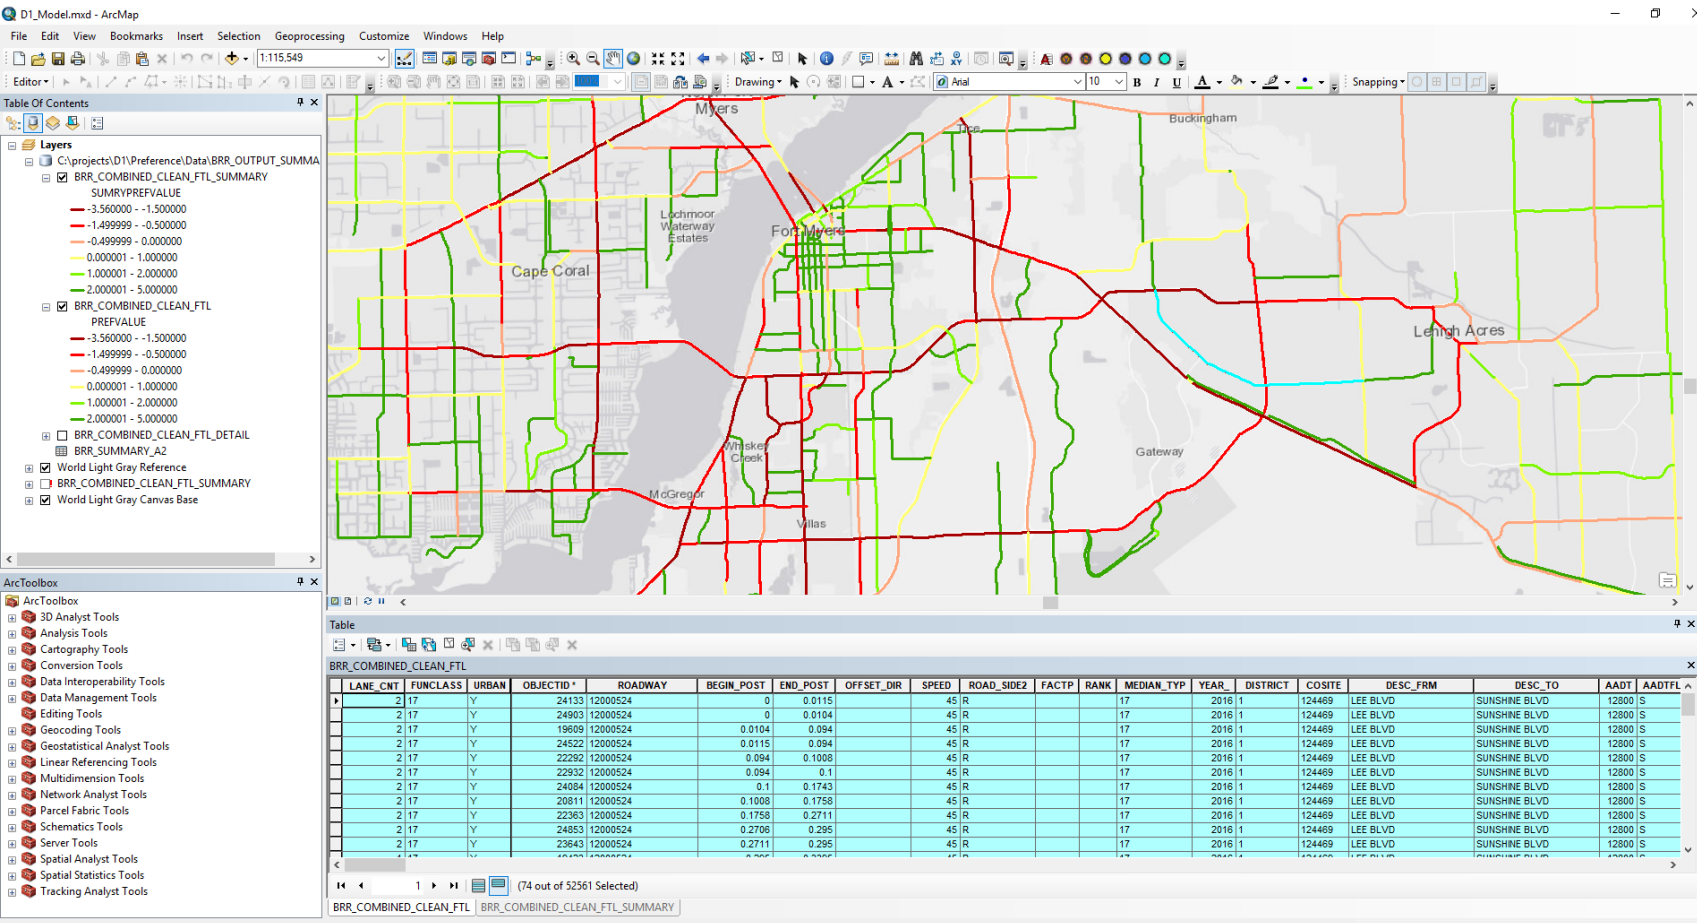 D1_Model.mxd - ArcMap
File Edit View Bookmarks Insert Selection Geoprocessing Customize Windows Help
1:115,549
Editor Drawing A Arial 10 B I U A Snapping
Table Of Contents
Layers
C:\projects\D1\Preference\Data\BRR_OUTPUT_SUMMA
BRR_COMBINED_CLEAN_FTL_SUMMARY
SUMRYPREFVALUE
-3.560000 - -1.500000
-1.499999 - -0.500000
-0.499999 - 0.000000
0.000001 - 1.000000
1.000001 - 2.000000
2.000001 - 5.000000
BRR_COMBINED_CLEAN_FTL
PREFVALUE
-3.560000 - -1.500000
-1.499999 - -0.500000
-0.499999 - 0.000000
0.000001 - 1.000000
1.000001 - 2.000000
2.000001 - 5.000000
BRR_COMBINED_CLEAN_FTL_DETAIL
BRR_SUMMARY_A2
World Light Gray Reference
BRR_COMBINED_CLEAN_FTL_SUMMARY
World Light Gray Canvas Base
ArcToolbox
ArcToolbox
3D Analyst Tools
Analysis Tools
Cartography Tools
Conversion Tools
Data Interoperability Tools
Data Management Tools
Editing Tools
Geocoding Tools
Geostatistical Analyst Tools
Linear Referencing Tools
Multidimension Tools
Network Analyst Tools
Parcel Fabric Tools
Schematics Tools
Server Tools
Spatial Analyst Tools
Spatial Statistics Tools
Tracking Analyst Tools
Myers
Tice
Buckingham
Lochmoor
Waterway
Estates
Fort Myers
Cape Coral
Lehigh Acres
Whiskey
Creek
Gateway
McGregor
Villas
Table
BRR_COMBINED_CLEAN_FTL
LANE_CNT FUNCLASS URBAN OBJECTID * ROADWAY BEGIN_POST END_POST OFFSET_DIR SPEED ROAD_SIDE2 FACTP RANK MEDIAN_TYP YEAR_ DISTRICT COSITE DESC_FRM DESC_TO AADT AADTFL
2 17 Y 24133 12000524 0 0.0115 45 R 17 2016 1 124469 LEE BLVD SUNSHINE BLVD 12800 S
2 17 Y 24903 12000524 0 0.0104 45 R 17 2016 1 124469 LEE BLVD SUNSHINE BLVD 12800 S
2 17 Y 19609 12000524 0.0104 0.094 45 R 17 2016 1 124469 LEE BLVD SUNSHINE BLVD 12800 S
2 17 Y 24522 12000524 0.0115 0.094 45 R 17 2016 1 124469 LEE BLVD SUNSHINE BLVD 12800 S
2 17 Y 22292 12000524 0.094 0.1008 45 R 17 2016 1 124469 LEE BLVD SUNSHINE BLVD 12800 S
2 17 Y 22932 12000524 0.094 0.1 45 R 17 2016 1 124469 LEE BLVD SUNSHINE BLVD 12800 S
2 17 Y 24084 12000524 0.1 0.1743 45 R 17 2016 1 124469 LEE BLVD SUNSHINE BLVD 12800 S
2 17 Y 20811 12000524 0.1008 0.1758 45 R 17 2016 1 124469 LEE BLVD SUNSHINE BLVD 12800 S
2 17 Y 22363 12000524 0.1758 0.2711 45 R 17 2016 1 124469 LEE BLVD SUNSHINE BLVD 12800 S
2 17 Y 24853 12000524 0.2706 0.295 45 R 17 2016 1 124469 LEE BLVD SUNSHINE BLVD 12800 S
2 17 Y 23643 12000524 0.2711 0.295 45 R 17 2016 1 124469 LEE BLVD SUNSHINE BLVD 12800 S
1 (74 out of 52561 Selected)
BRR_COMBINED_CLEAN_FTL BRR_COMBINED_CLEAN_FTL_SUMMARY